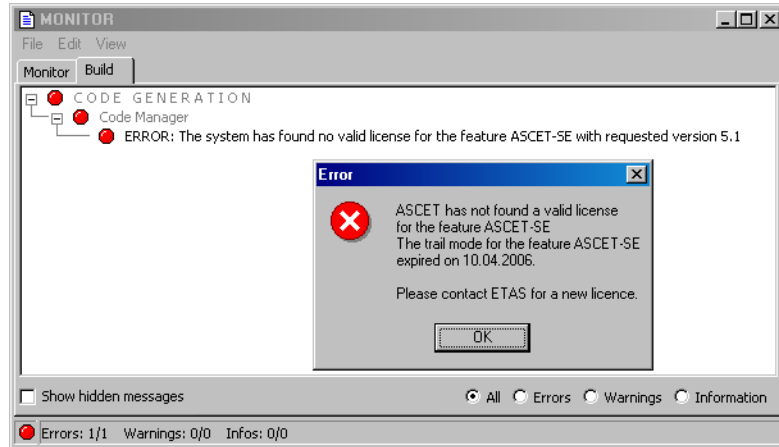 MONITOR
File Edit View
Monitor Build
CODE GENERATION
Code Manager
ERROR: The system has found no valid license for the feature ASCET-SE with requested version 5.1
Error
ASCET has not found a valid license
for the feature ASCET-SE
The trail mode for the feature ASCET-SE
expired on 10.04.2006.
Please contact ETAS for a new licence.
OK
Show hidden messages All Errors Warnings Information
Errors: 1/1 Warnings: 0/0 Infos: 0/0